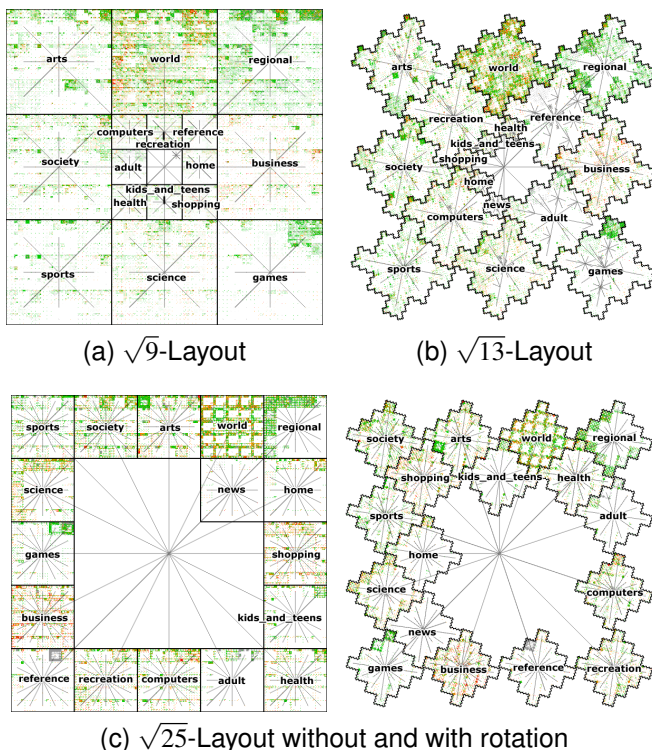 arts world regional
computers reference
recreation
society adult home business
kids_and_teens
health shopping
sports science games
(a) √9-Layout
arts world regional
recreation reference
health
kids_and_teens
society shopping business
home
news
computers adult
sports science games
(b) √13-Layout
sports society arts world regional
science news home
games shopping
business kids_and_teens
reference recreation computers adult health
society arts world regional
shopping kids_and_teens health
sports adult
home
science computers
news
games business reference recreation
(c) √25-Layout without and with rotation